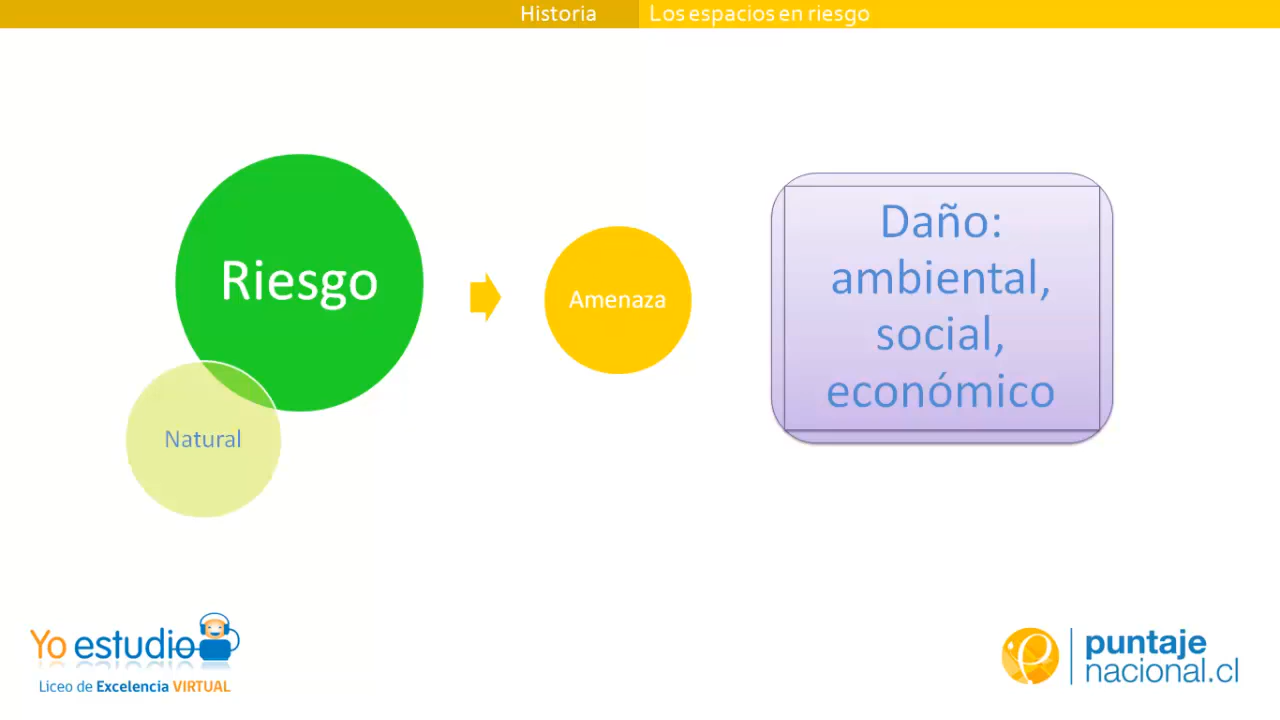 Historia
Los espacios en riesgo
Riesgo
Natural
Amenaza
Daño:
ambiental,
social,
económico
Yo estudio
Liceo de Excelencia VIRTUAL
puntaje
nacional.cl